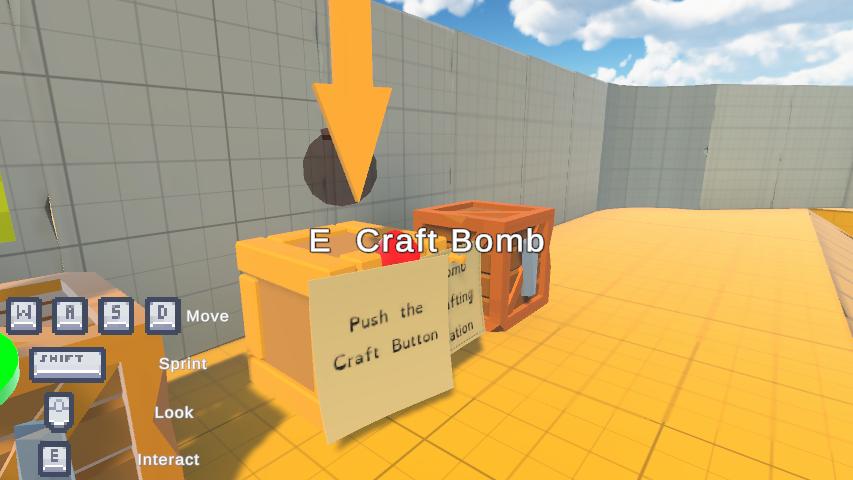 E Craft Bomb
Push the
Craft Button
W A S D Move
SHIFT Sprint
Look
E Interact